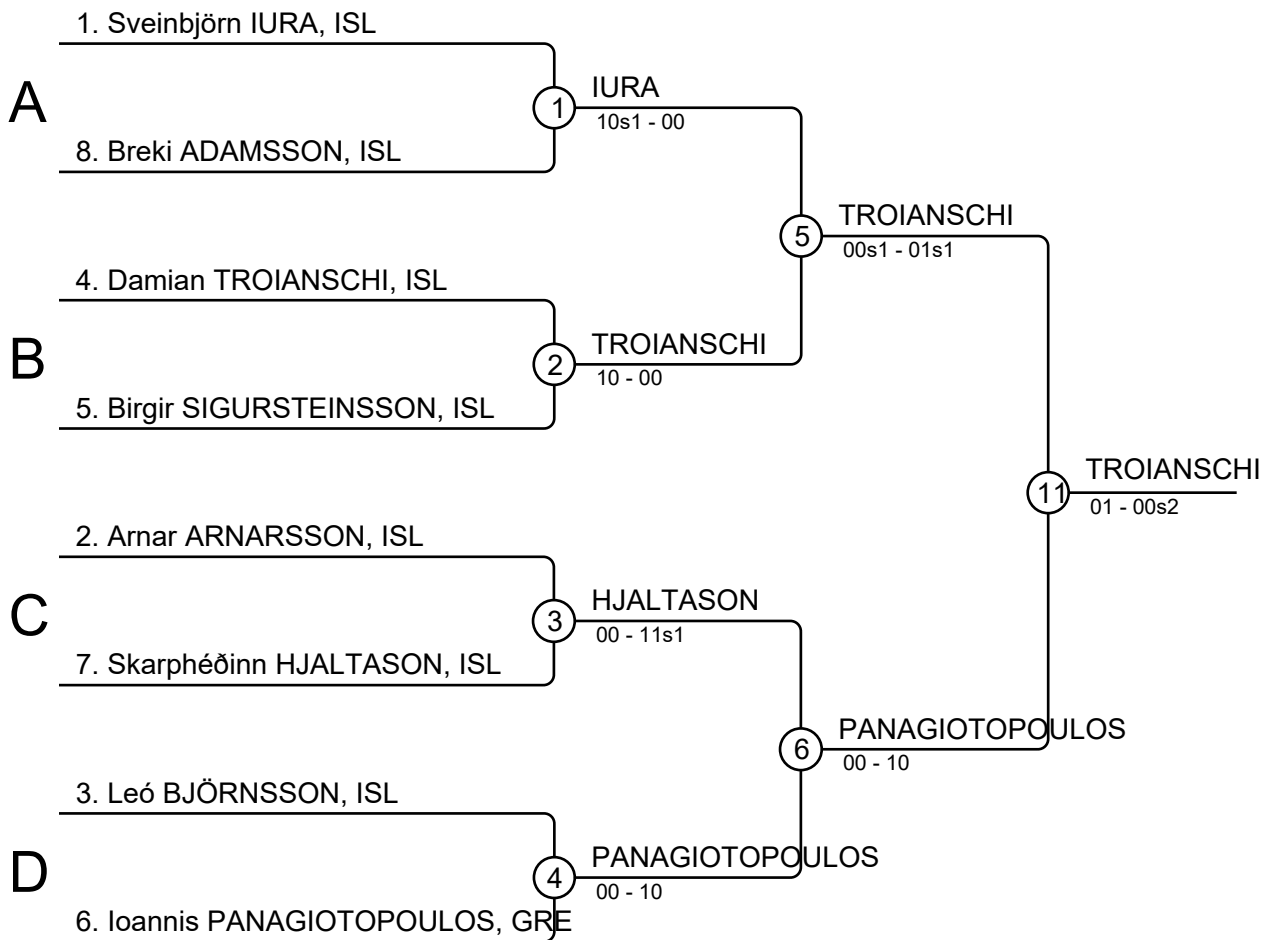 1. Sveinbjörn IURA, ISL
A
1
IURA
10s1 - 00
8. Breki ADAMSSON, ISL
5
TROIANSCHI
00s1 - 01s1
4. Damian TROIANSCHI, ISL
B
2
TROIANSCHI
10 - 00
5. Birgir SIGURSTEINSSON, ISL
11
TROIANSCHI
01 - 00s2
2. Arnar ARNARSSON, ISL
C
3
HJALTASON
00 - 11s1
7. Skarphéðinn HJALTASON, ISL
6
PANAGIOTOPOULOS
00 - 10
3. Leó BJÖRNSSON, ISL
D
4
PANAGIOTOPOULOS
00 - 10
6. Ioannis PANAGIOTOPOULOS, GRE